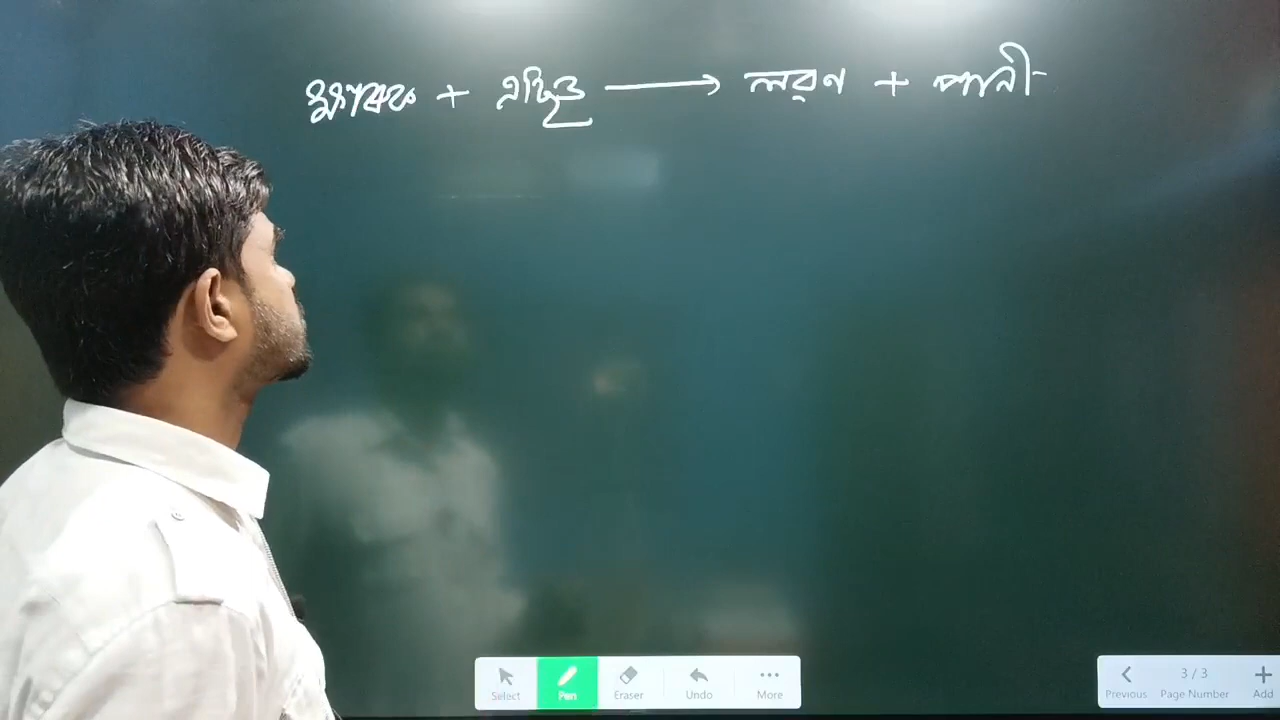 ক্ষারক + এসিড ⟶ লবণ + পানী
Select Pen Eraser Undo More
Previous 3/3 Page Number Add